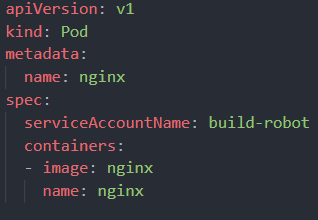 apiVersion: v1
kind: Pod
metadata:
  name: nginx
spec:
  serviceAccountName: build-robot
  containers:
  - image: nginx
    name: nginx